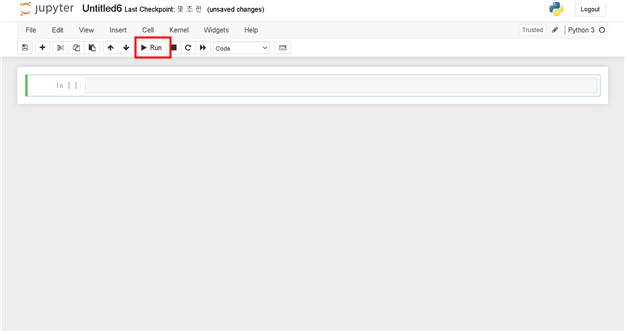 jupyter Untitled6 Last Checkpoint: 몇 초 전 (unsaved changes) Logout
File Edit View Insert Cell Kernel Widgets Help Trusted Python 3
Run Code
In [ ]: